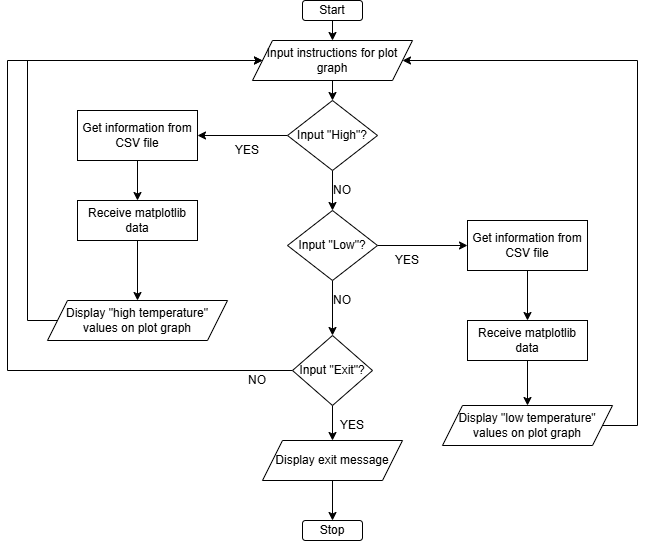 Start
Input instructions for plot
graph
Input "High"?
YES
NO
Get information from
CSV file
Receive matplotlib
data
Display "high temperature"
values on plot graph
Input "Low"?
YES
NO
Get information from
CSV file
Receive matplotlib
data
Display "low temperature"
values on plot graph
Input "Exit"?
NO
YES
Display exit message
Stop